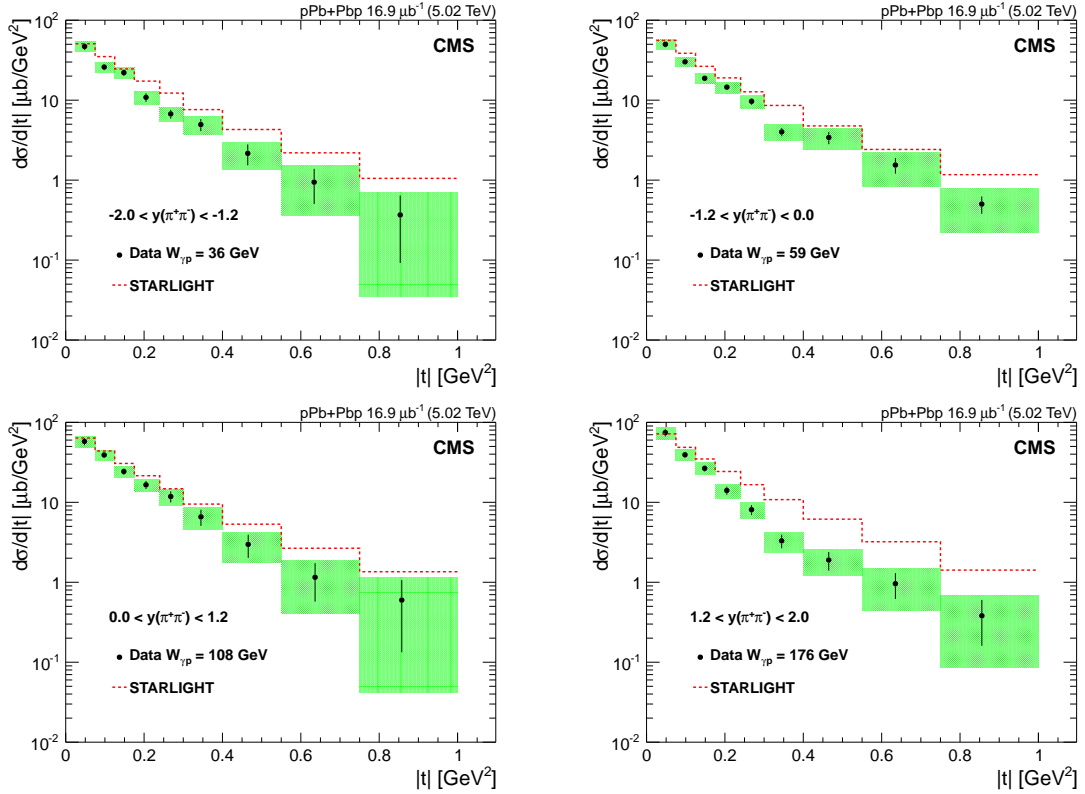 pPb+Pbp 16.9 μb⁻¹ (5.02 TeV)
CMS
dσ/d|t| [μb/GeV²]
10²
10
1
10⁻¹
10⁻²
-2.0 < y(π⁺π⁻) < -1.2
Data W_γp = 36 GeV
STARLIGHT
0 0.2 0.4 0.6 0.8 1
|t| [GeV²]
pPb+Pbp 16.9 μb⁻¹ (5.02 TeV)
CMS
dσ/d|t| [μb/GeV²]
10²
10
1
10⁻¹
10⁻²
-1.2 < y(π⁺π⁻) < 0.0
Data W_γp = 59 GeV
STARLIGHT
0 0.2 0.4 0.6 0.8 1
|t| [GeV²]
pPb+Pbp 16.9 μb⁻¹ (5.02 TeV)
CMS
dσ/d|t| [μb/GeV²]
10²
10
1
10⁻¹
10⁻²
0.0 < y(π⁺π⁻) < 1.2
Data W_γp = 108 GeV
STARLIGHT
0 0.2 0.4 0.6 0.8 1
|t| [GeV²]
pPb+Pbp 16.9 μb⁻¹ (5.02 TeV)
CMS
dσ/d|t| [μb/GeV²]
10²
10
1
10⁻¹
10⁻²
1.2 < y(π⁺π⁻) < 2.0
Data W_γp = 176 GeV
STARLIGHT
0 0.2 0.4 0.6 0.8 1
|t| [GeV²]